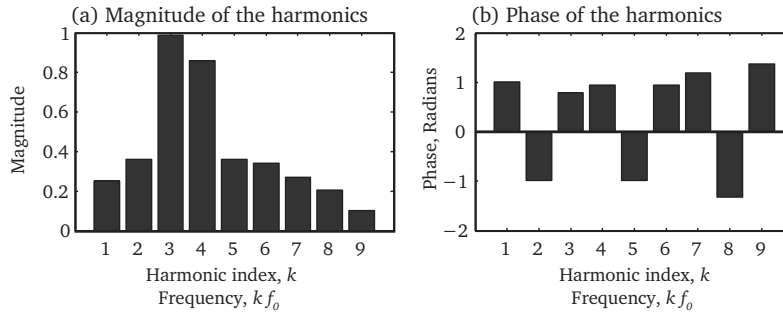 (a) Magnitude of the harmonics
1
0.8
0.6
0.4
0.2
0
Magnitude
1 2 3 4 5 6 7 8 9
Harmonic index, k
Frequency, k f₀
(b) Phase of the harmonics
2
1
0
−1
−2
Phase, Radians
1 2 3 4 5 6 7 8 9
Harmonic index, k
Frequency, k f₀